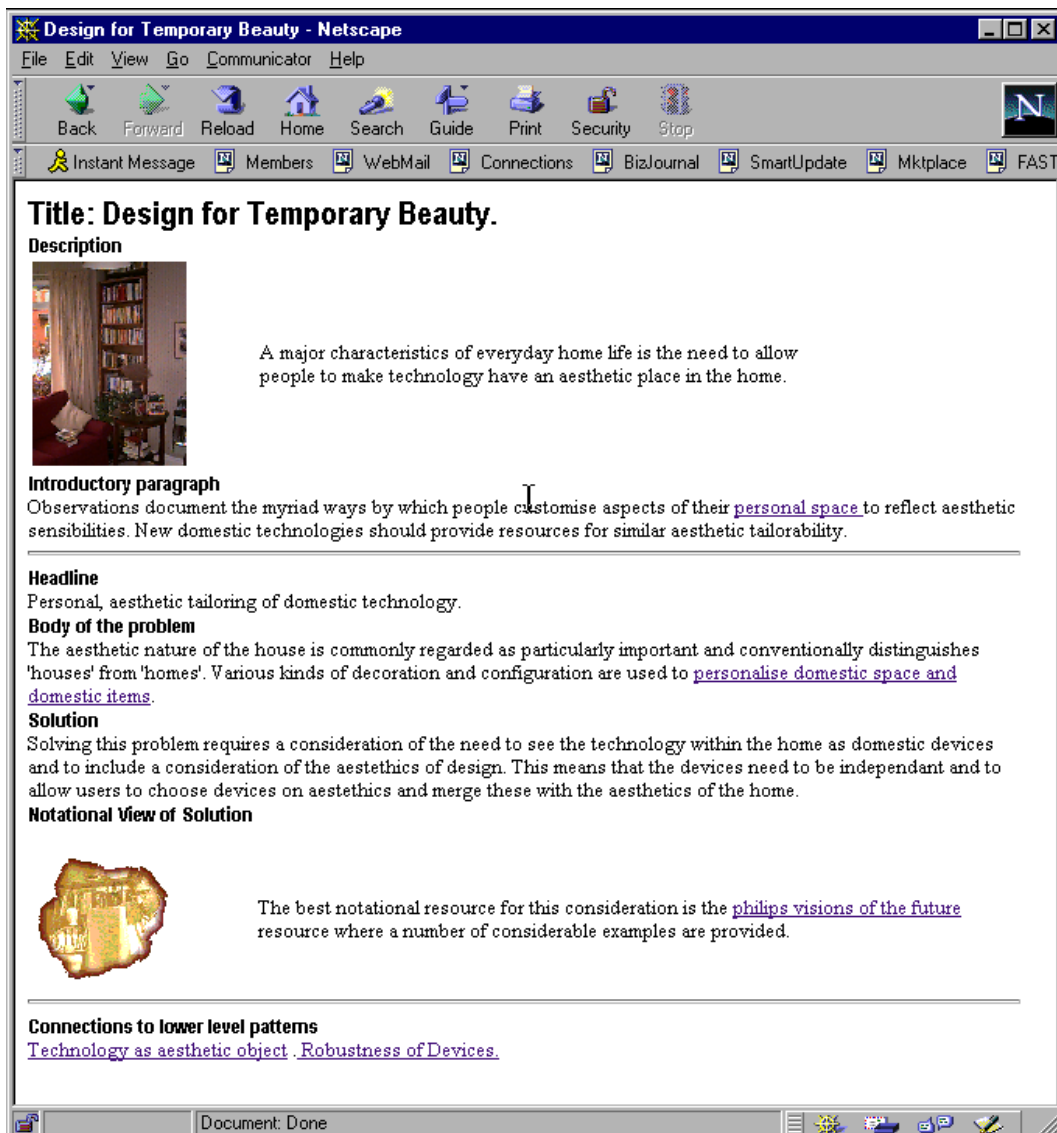 Design for Temporary Beauty - Netscape
File Edit View Go Communicator Help
Back Forward Reload Home Search Guide Print Security Stop
N
Instant Message Members WebMail Connections BizJournal SmartUpdate Mktplace FAST
Title: Design for Temporary Beauty.
Description
A major characteristics of everyday home life is the need to allow
people to make technology have an aesthetic place in the home.
Introductory paragraph
Observations document the myriad ways by which people customise aspects of their personal space to reflect aesthetic
sensibilities. New domestic technologies should provide resources for similar aesthetic tailorability.
Headline
Personal, aesthetic tailoring of domestic technology.
Body of the problem
The aesthetic nature of the house is commonly regarded as particularly important and conventionally distinguishes
'houses' from 'homes'. Various kinds of decoration and configuration are used to personalise domestic space and
domestic items.
Solution
Solving this problem requires a consideration of the need to see the technology within the home as domestic devices
and to include a consideration of the aestethics of design. This means that the devices need to be independant and to
allow users to choose devices on aestethics and merge these with the aesthetics of the home.
Notational View of Solution
The best notational resource for this consideration is the philips visions of the future
resource where a number of considerable examples are provided.
Connections to lower level patterns
Technology as aesthetic object . Robustness of Devices.
Document: Done